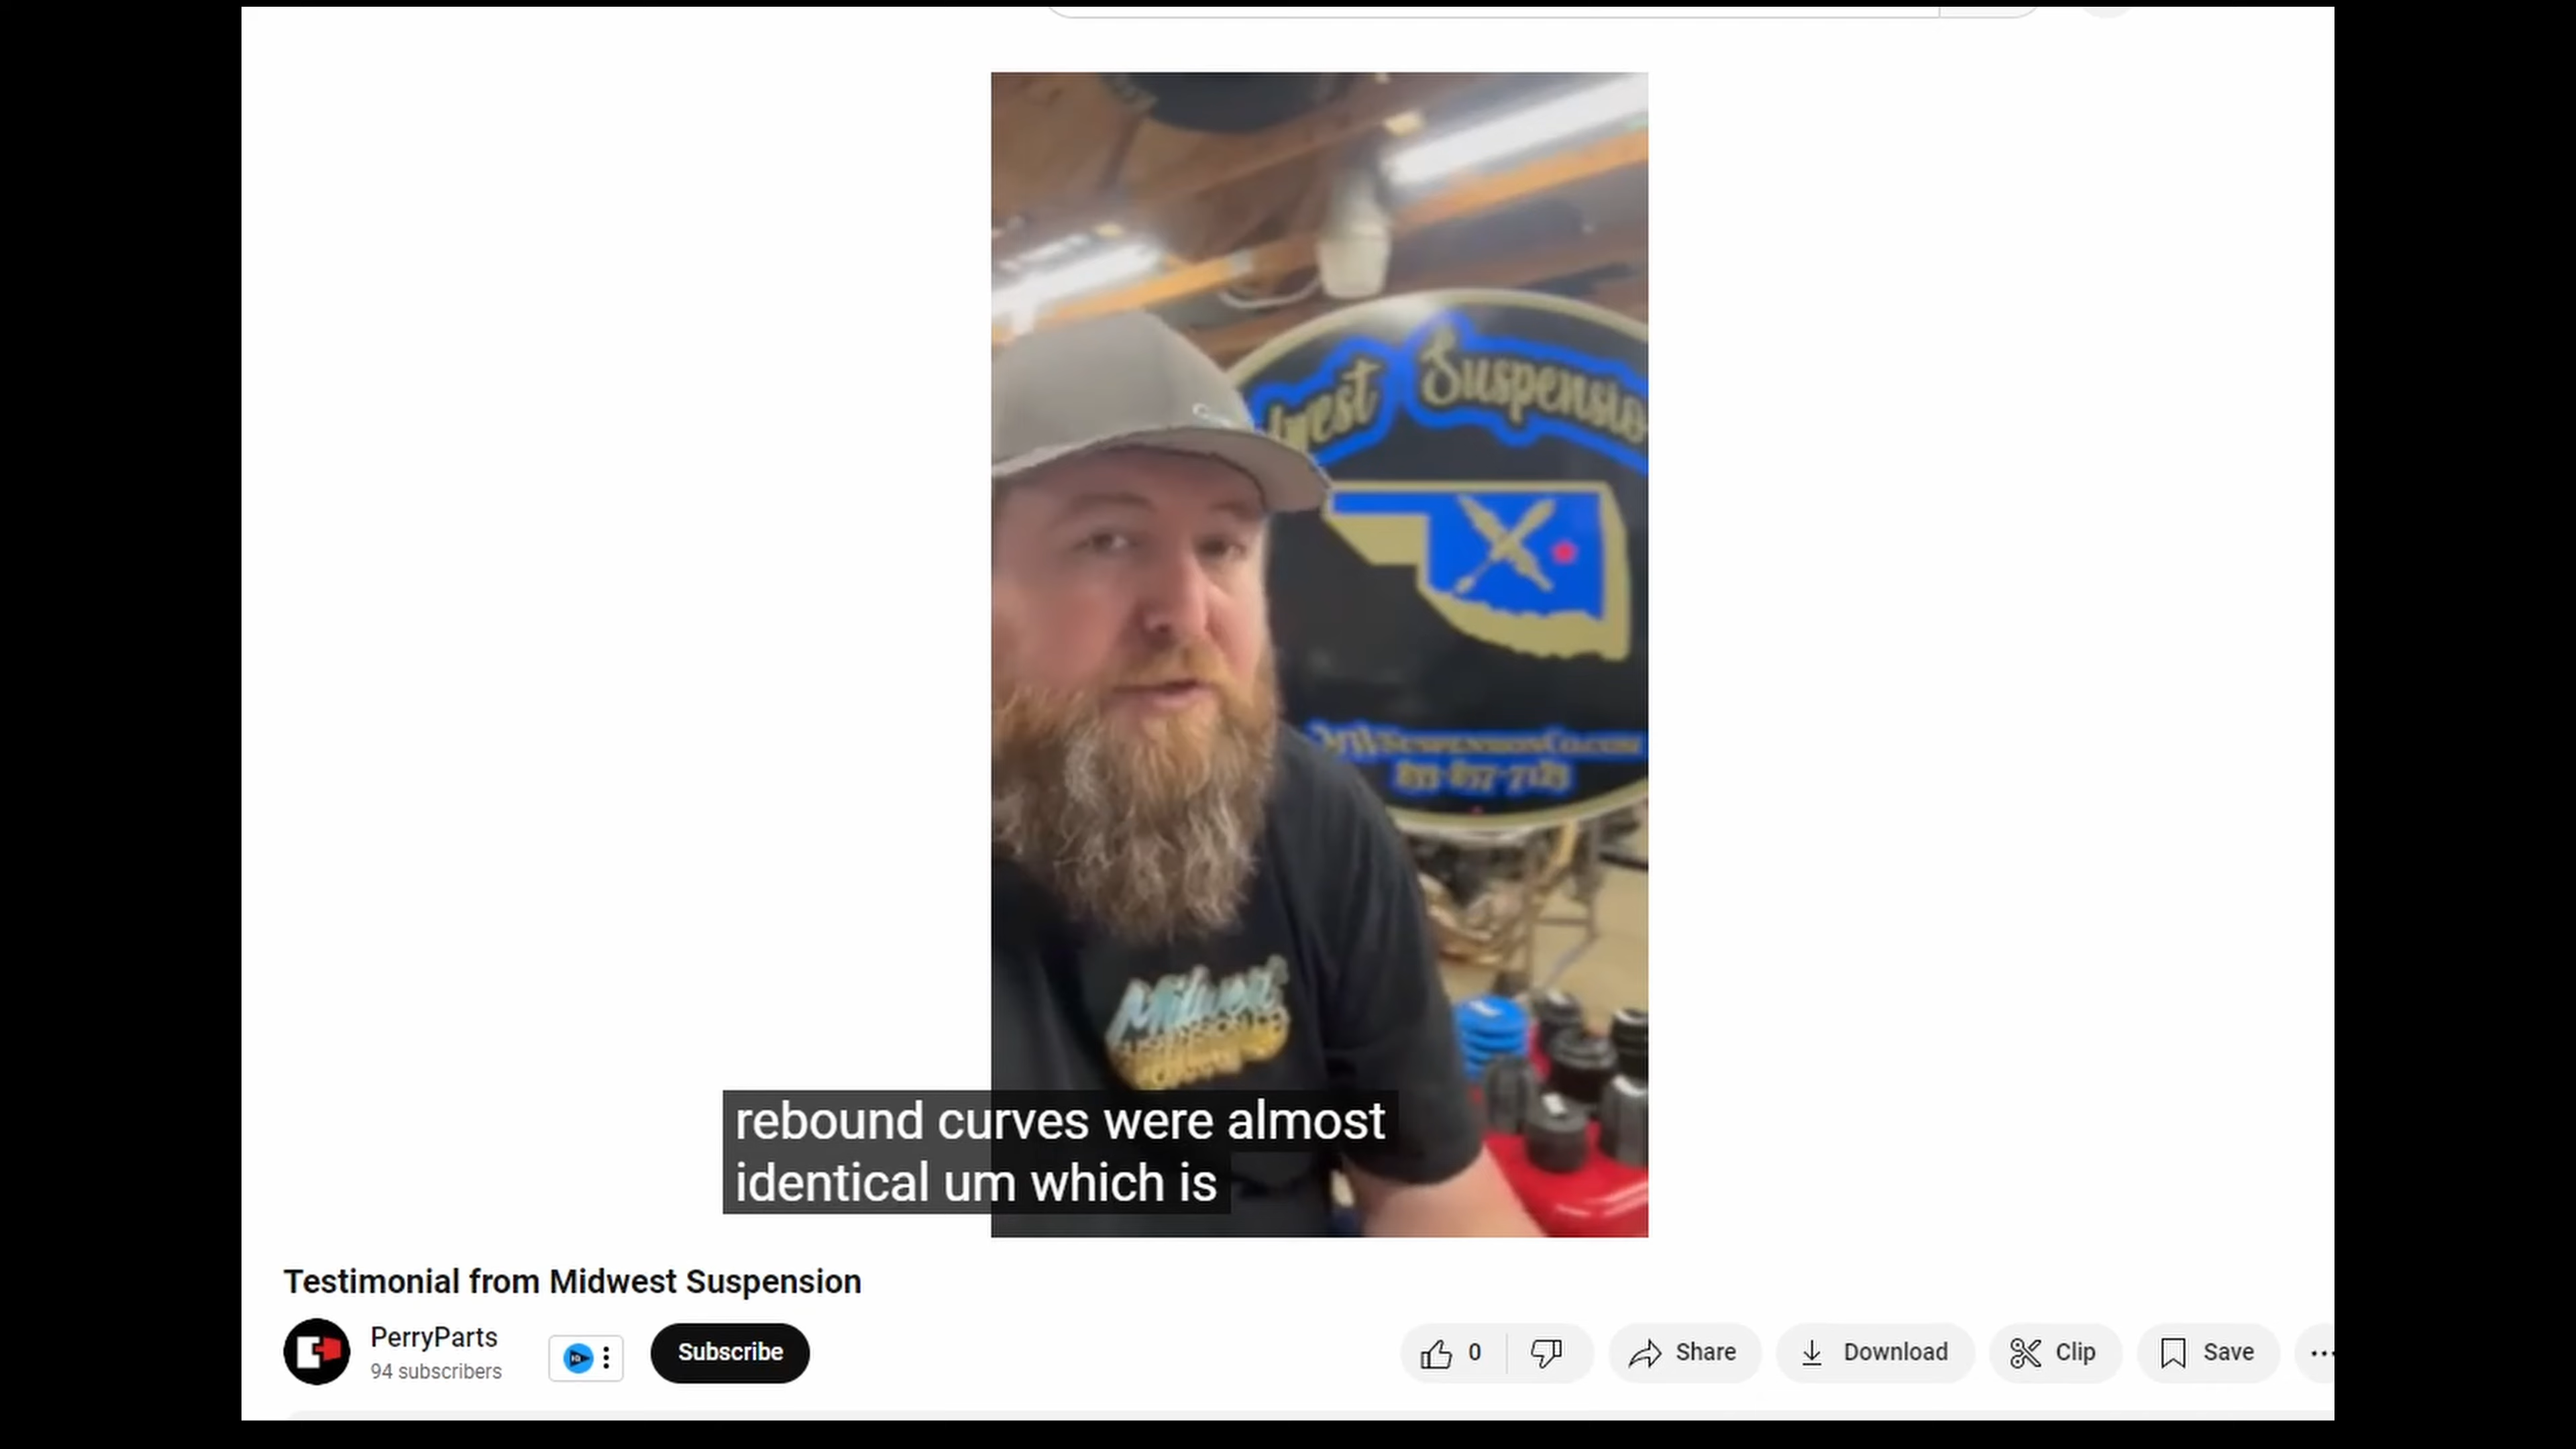 Suspensio
Midwest
rebound curves were almost
identical um which is
Testimonial from Midwest Suspension
PerryParts
94 subscribers
Subscribe
0
Share
Download
Clip
Save